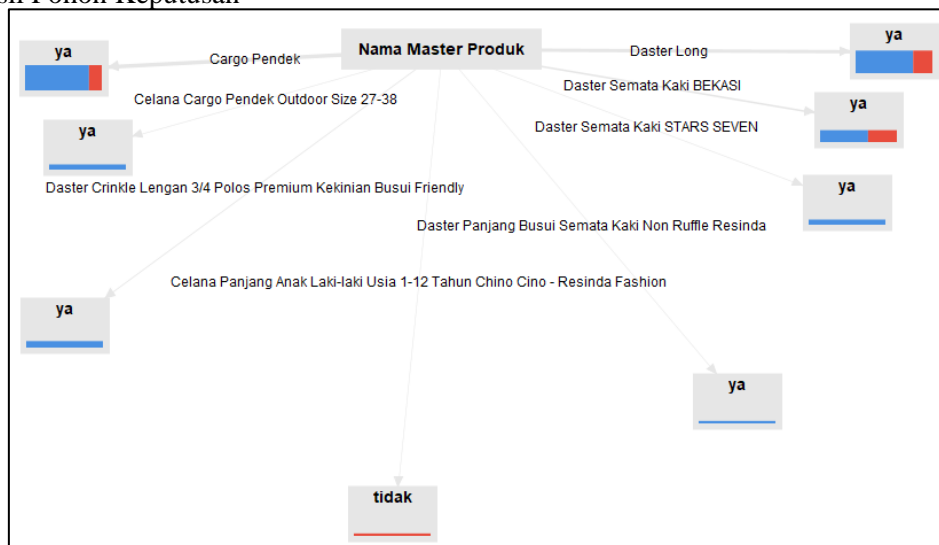 Pohon Keputusan
ya
Nama Master Produk
ya
Cargo Pendek
Daster Long
Daster Semata Kaki BEKASI
Celana Cargo Pendek Outdoor Size 27-38
ya
ya
Daster Semata Kaki STARS SEVEN
Daster Crinkle Lengan 3/4 Polos Premium Kekinian Busui Friendly
ya
Daster Panjang Busui Semata Kaki Non Ruffle Resinda
Celana Panjang Anak Laki-laki Usia 1-12 Tahun Chino Cino - Resinda Fashion
ya
ya
tidak